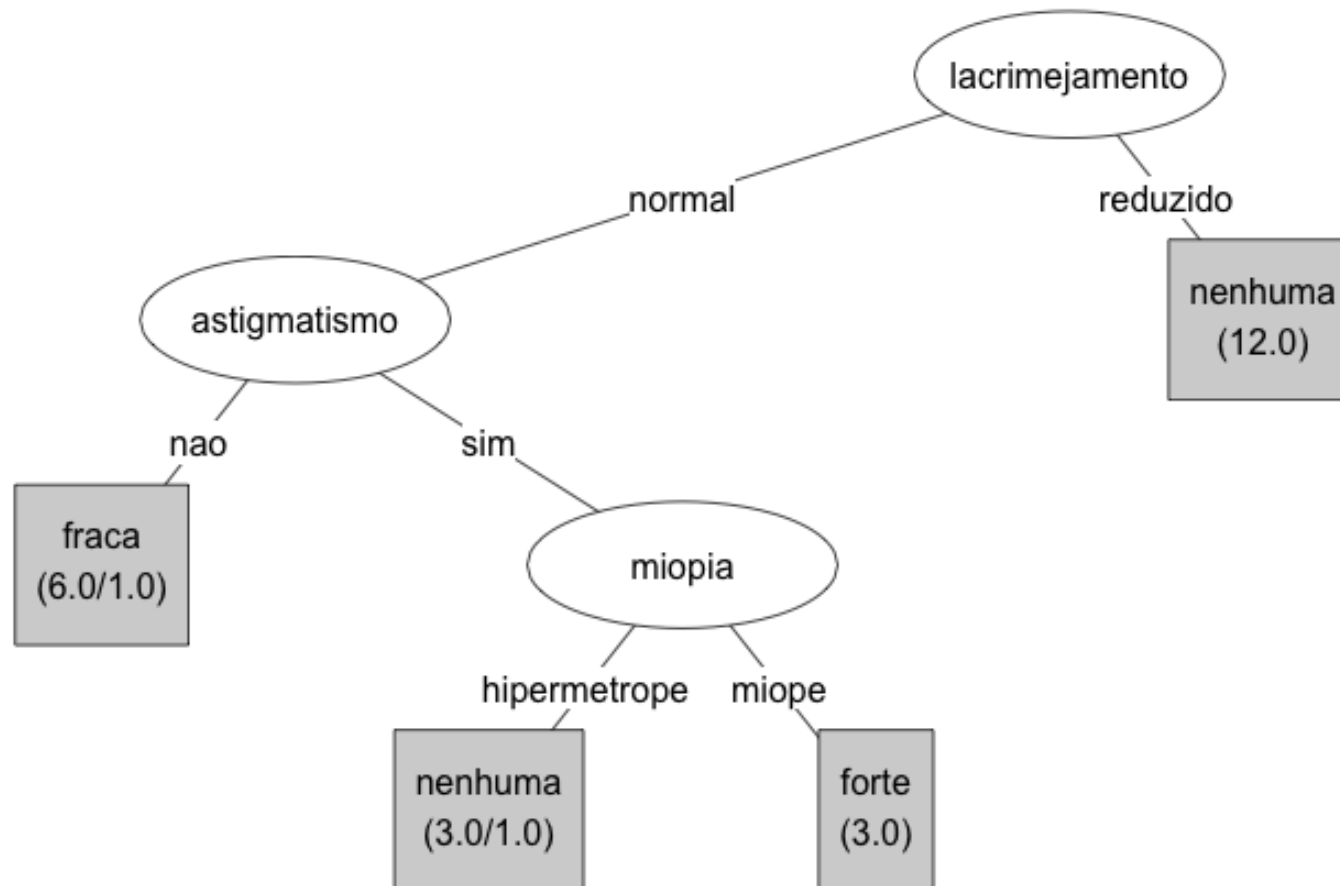 lacrimejamento
normal
reduzido
nenhuma
(12.0)
astigmatismo
nao
sim
fraca
(6.0/1.0)
miopia
hipermetrope
miope
nenhuma
(3.0/1.0)
forte
(3.0)